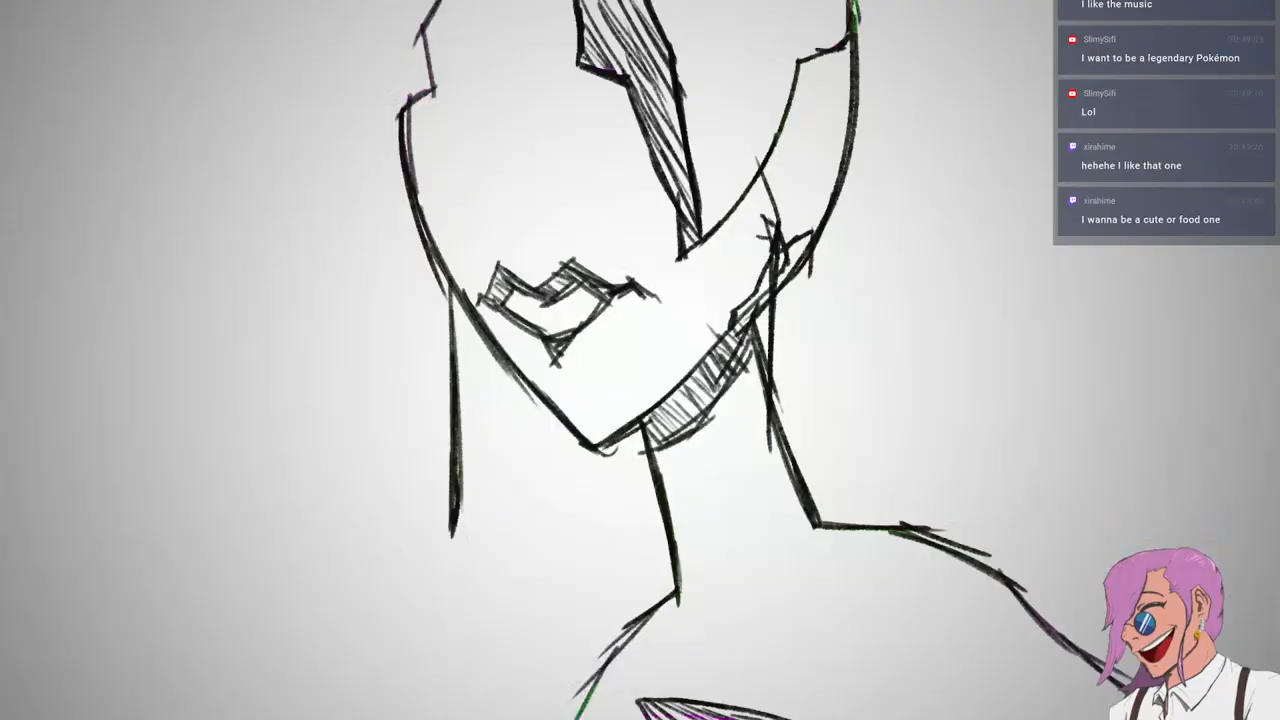 I like the music
SlimySifi
I want to be a legendary Pokémon
SlimySifi
Lol
xirahime
hehehe I like that one
xirahime
I wanna be a cute or food one